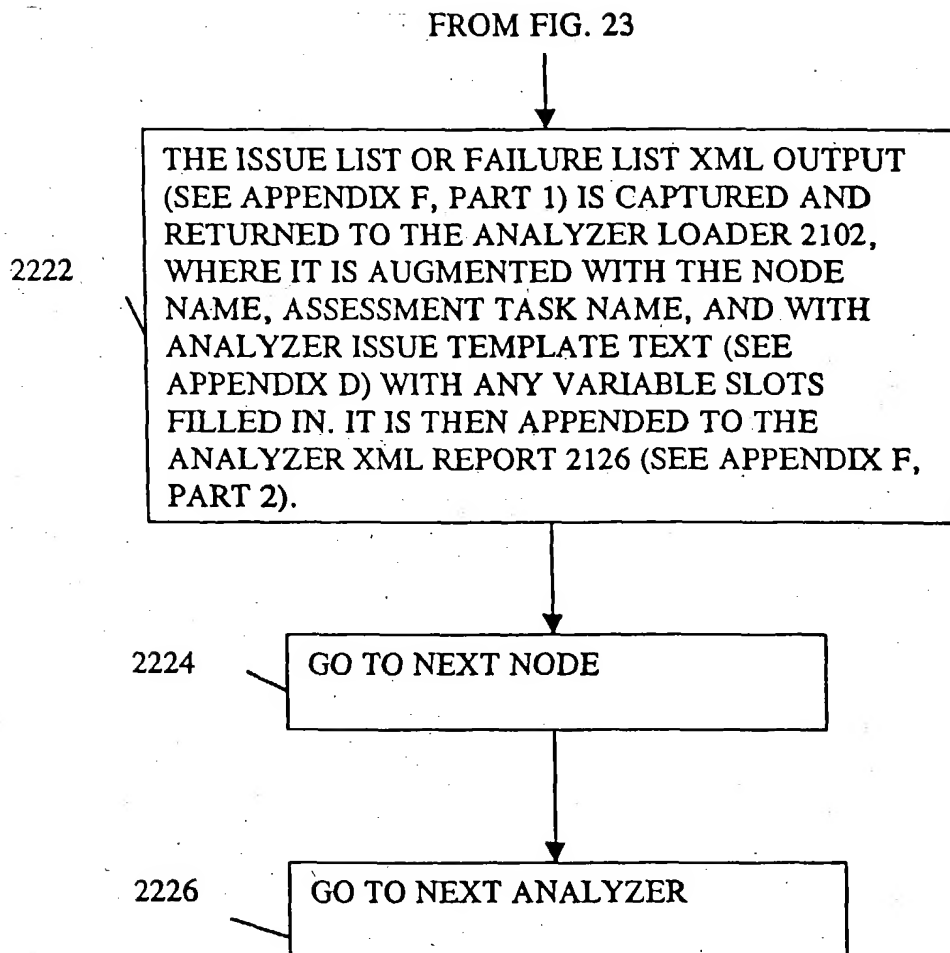 FROM FIG. 23
THE ISSUE LIST OR FAILURE LIST XML OUTPUT
(SEE APPENDIX F, PART 1) IS CAPTURED AND
RETURNED TO THE ANALYZER LOADER 2102,
WHERE IT IS AUGMENTED WITH THE NODE
NAME, ASSESSMENT TASK NAME, AND WITH
ANALYZER ISSUE TEMPLATE TEXT (SEE
APPENDIX D) WITH ANY VARIABLE SLOTS
FILLED IN. IT IS THEN APPENDED TO THE
ANALYZER XML REPORT 2126 (SEE APPENDIX F,
PART 2).
2222
2224
GO TO NEXT NODE
2226
GO TO NEXT ANALYZER